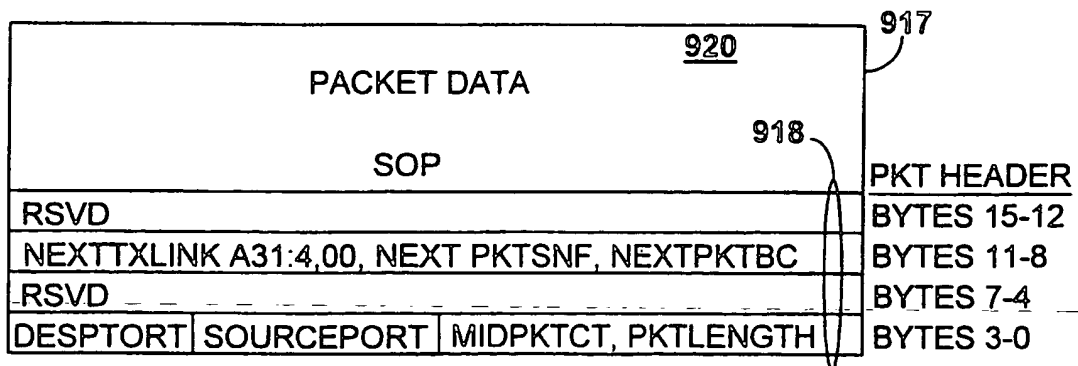 917
920
PACKET DATA
918
SOP
PKT HEADER
RSVD BYTES 15-12
NEXTTXLINK A31:4,00, NEXT PKTSNF, NEXTPKTBC BYTES 11-8
RSVD BYTES 7-4
DESPTORT SOURCEPORT MIDPKTCT, PKTLENGTH BYTES 3-0